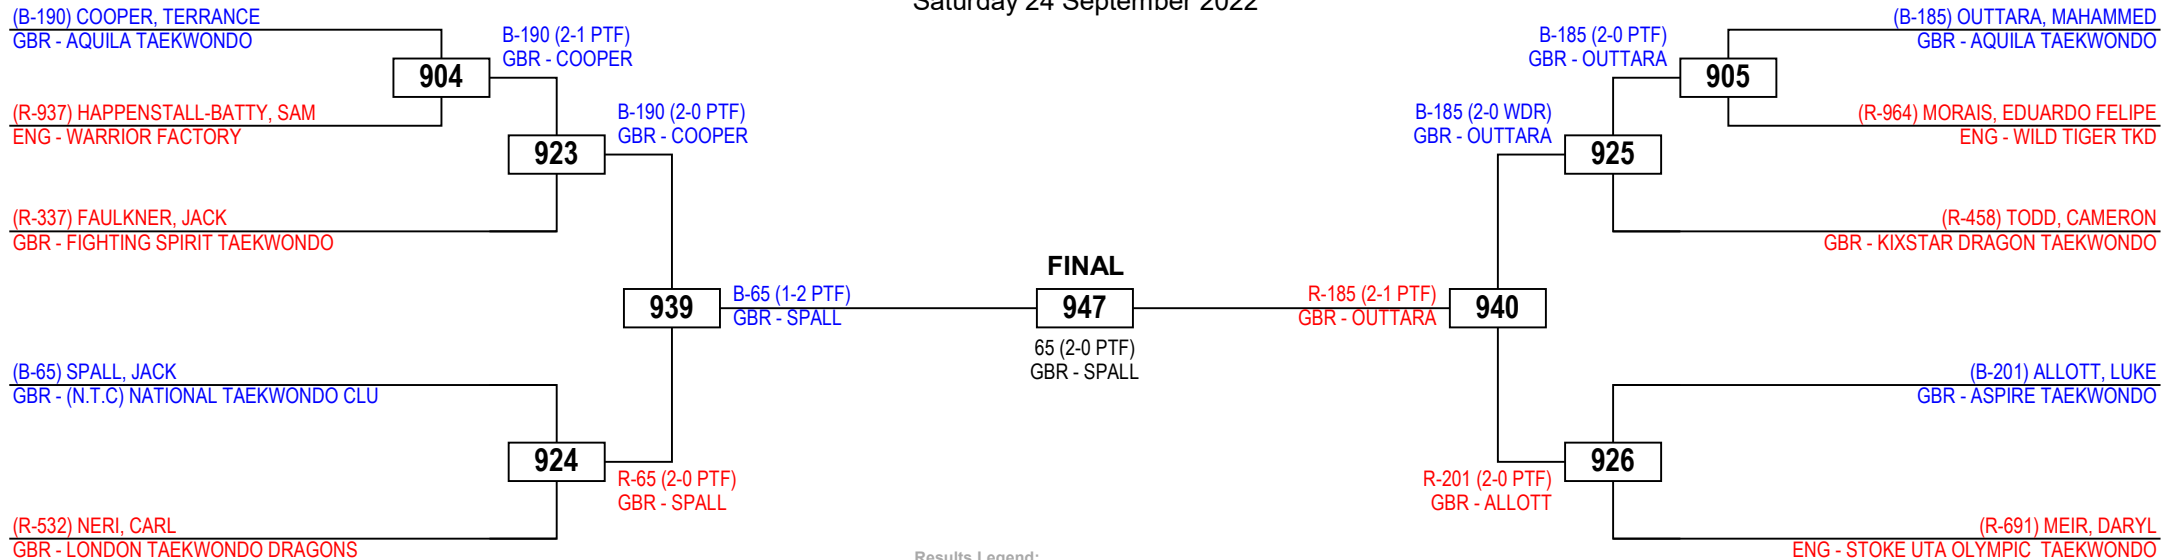 Saturday 24 September 2022
(B-190) COOPER, TERRANCE
GBR - AQUILA TAEKWONDO
904
B-190 (2-1 PTF)
GBR - COOPER
(R-937) HAPPENSTALL-BATTY, SAM
ENG - WARRIOR FACTORY
923
B-190 (2-0 PTF)
GBR - COOPER
(R-337) FAULKNER, JACK
GBR - FIGHTING SPIRIT TAEKWONDO
939
B-65 (1-2 PTF)
GBR - SPALL
(B-65) SPALL, JACK
GBR - (N.T.C) NATIONAL TAEKWONDO CLU
924
R-65 (2-0 PTF)
GBR - SPALL
(R-532) NERI, CARL
GBR - LONDON TAEKWONDO DRAGONS
FINAL
947
65 (2-0 PTF)
GBR - SPALL
(B-185) OUTTARA, MAHAMMED
GBR - AQUILA TAEKWONDO
B-185 (2-0 PTF)
GBR - OUTTARA
905
(R-964) MORAIS, EDUARDO FELIPE
ENG - WILD TIGER TKD
B-185 (2-0 WDR)
GBR - OUTTARA
925
(R-458) TODD, CAMERON
GBR - KIXSTAR DRAGON TAEKWONDO
R-185 (2-1 PTF)
GBR - OUTTARA
940
(B-201) ALLOTT, LUKE
GBR - ASPIRE TAEKWONDO
R-201 (2-0 PTF)
GBR - ALLOTT
926
(R-691) MEIR, DARYL
ENG - STOKE UTA OLYMPIC TAEKWONDO
Results Legend: